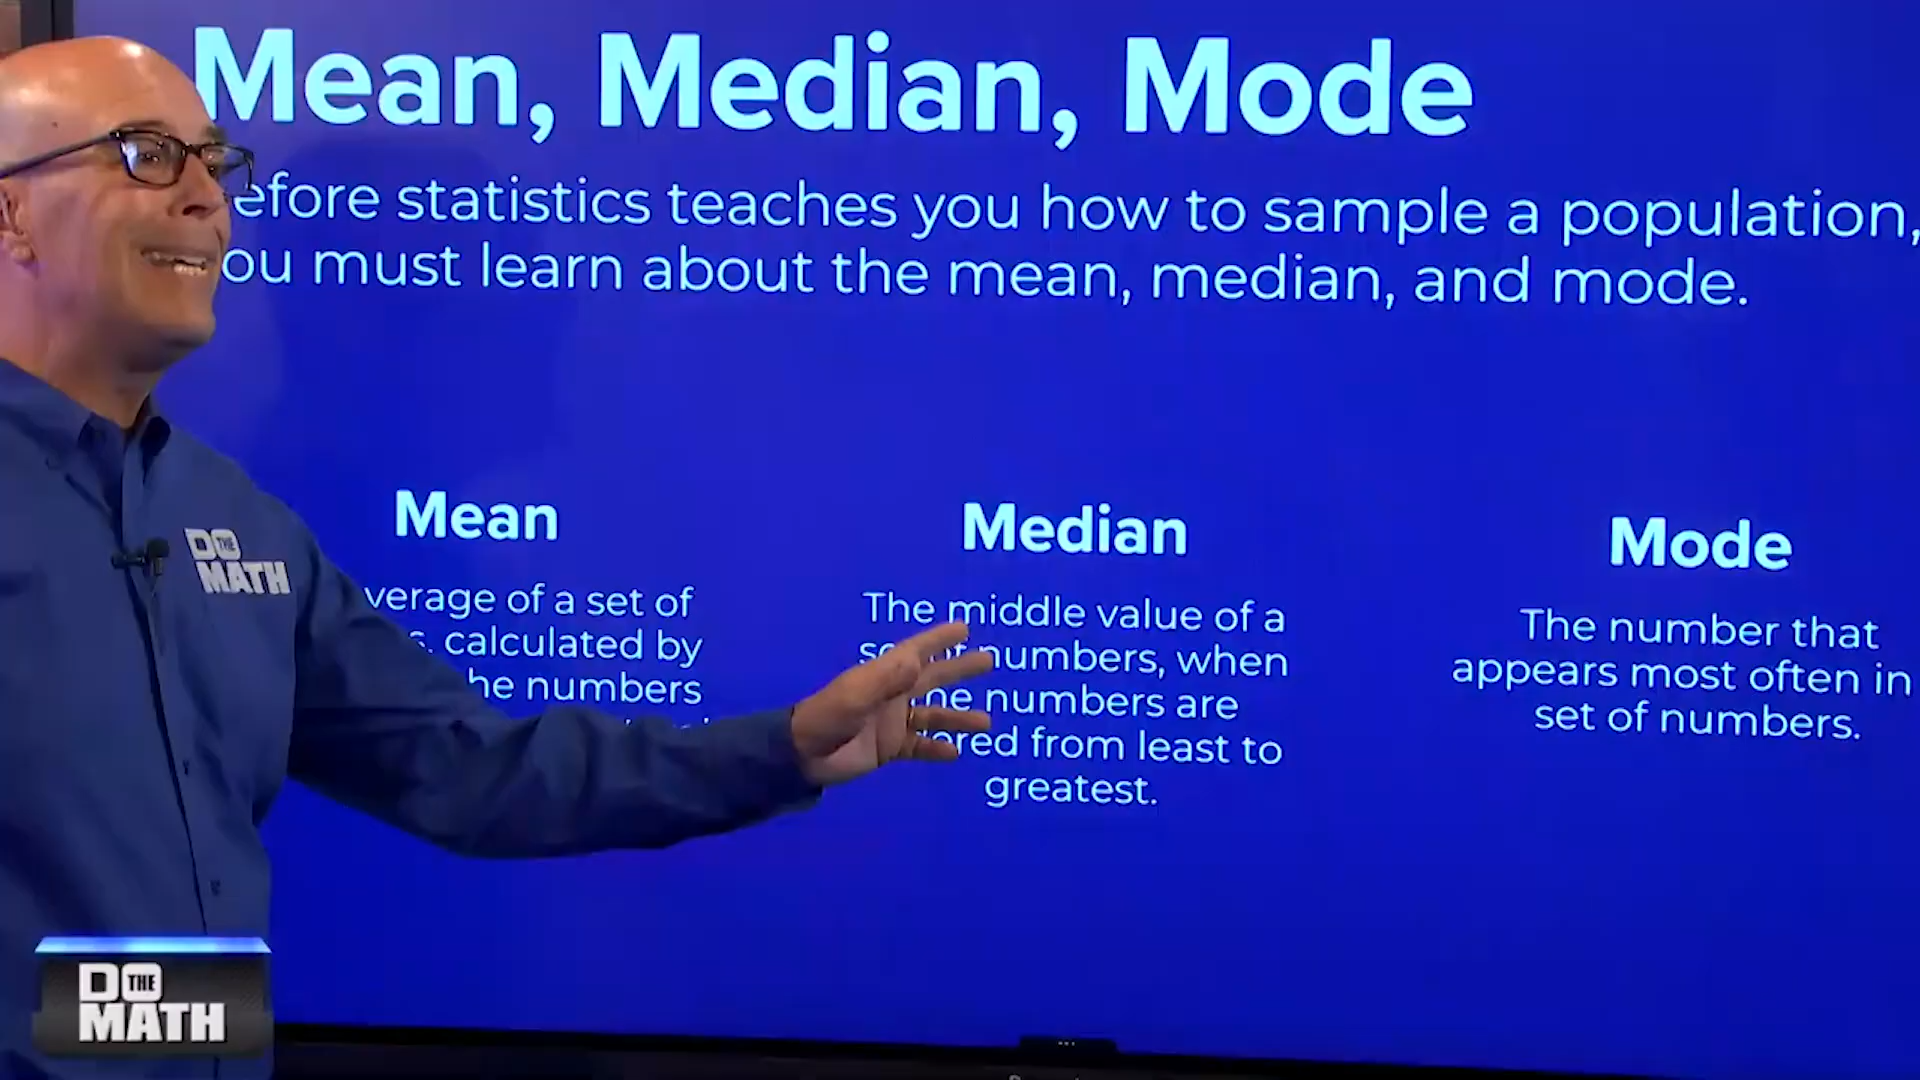 Mean, Median, Mode
efore statistics teaches you how to sample a population,
ou must learn about the mean, median, and mode.
Mean
verage of a set of
s, calculated by
he numbers
Median
The middle value of a
numbers, when
numbers are
red from least to
greatest.
Mode
The number that
appears most often in
set of numbers.
DO THE
MATH
DO THE
MATH